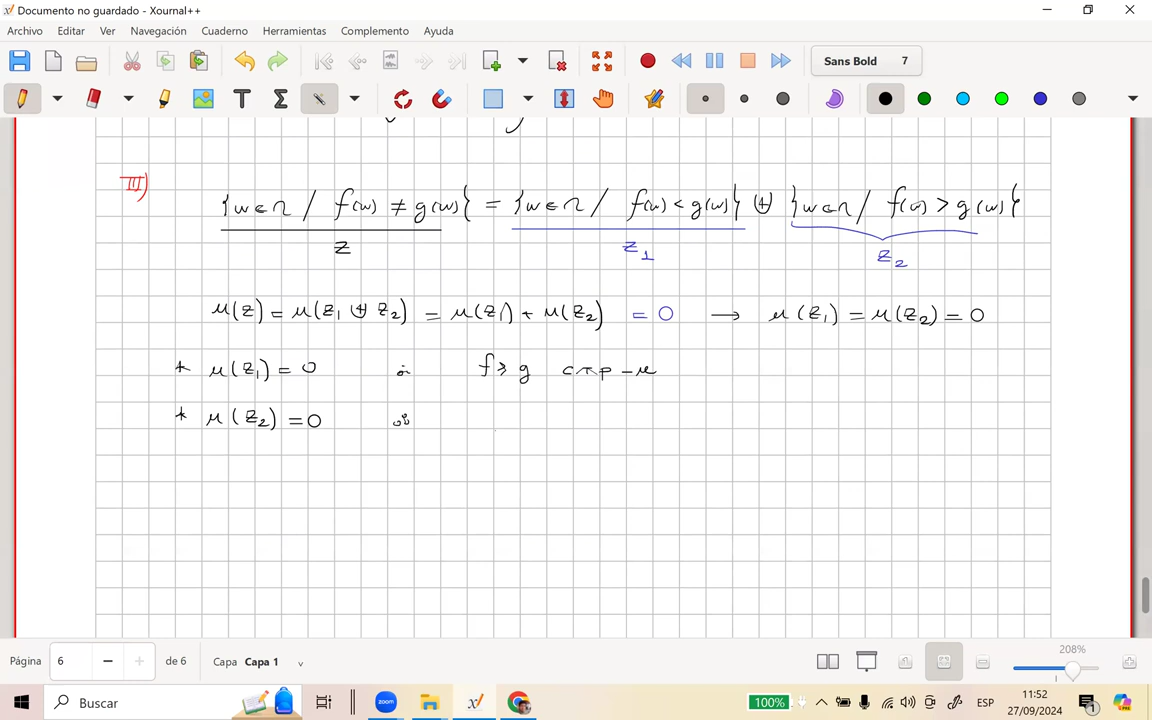 Documento no guardado - Xournal++
Archivo Editar Ver Navegación Cuaderno Herramientas Complemento Ayuda
Sans Bold 7
III)
{w∈Ω / f(w) ≠ g(w)} = {w∈Ω / f(w) < g(w)} ⊎ {w∈Ω / f(w) > g(w)}
Z Z1 Z2
μ(Z) = μ(Z1 ⊎ Z2) = μ(Z1) + μ(Z2) = 0 → μ(Z1) = μ(Z2) = 0
* μ(Z1) = 0 f ≥ g cπp-μ
* μ(Z2) = 0
Página 6 de 6 Capa Capa 1 208%
Buscar zoom 100% ESP 11:52
27/09/2024